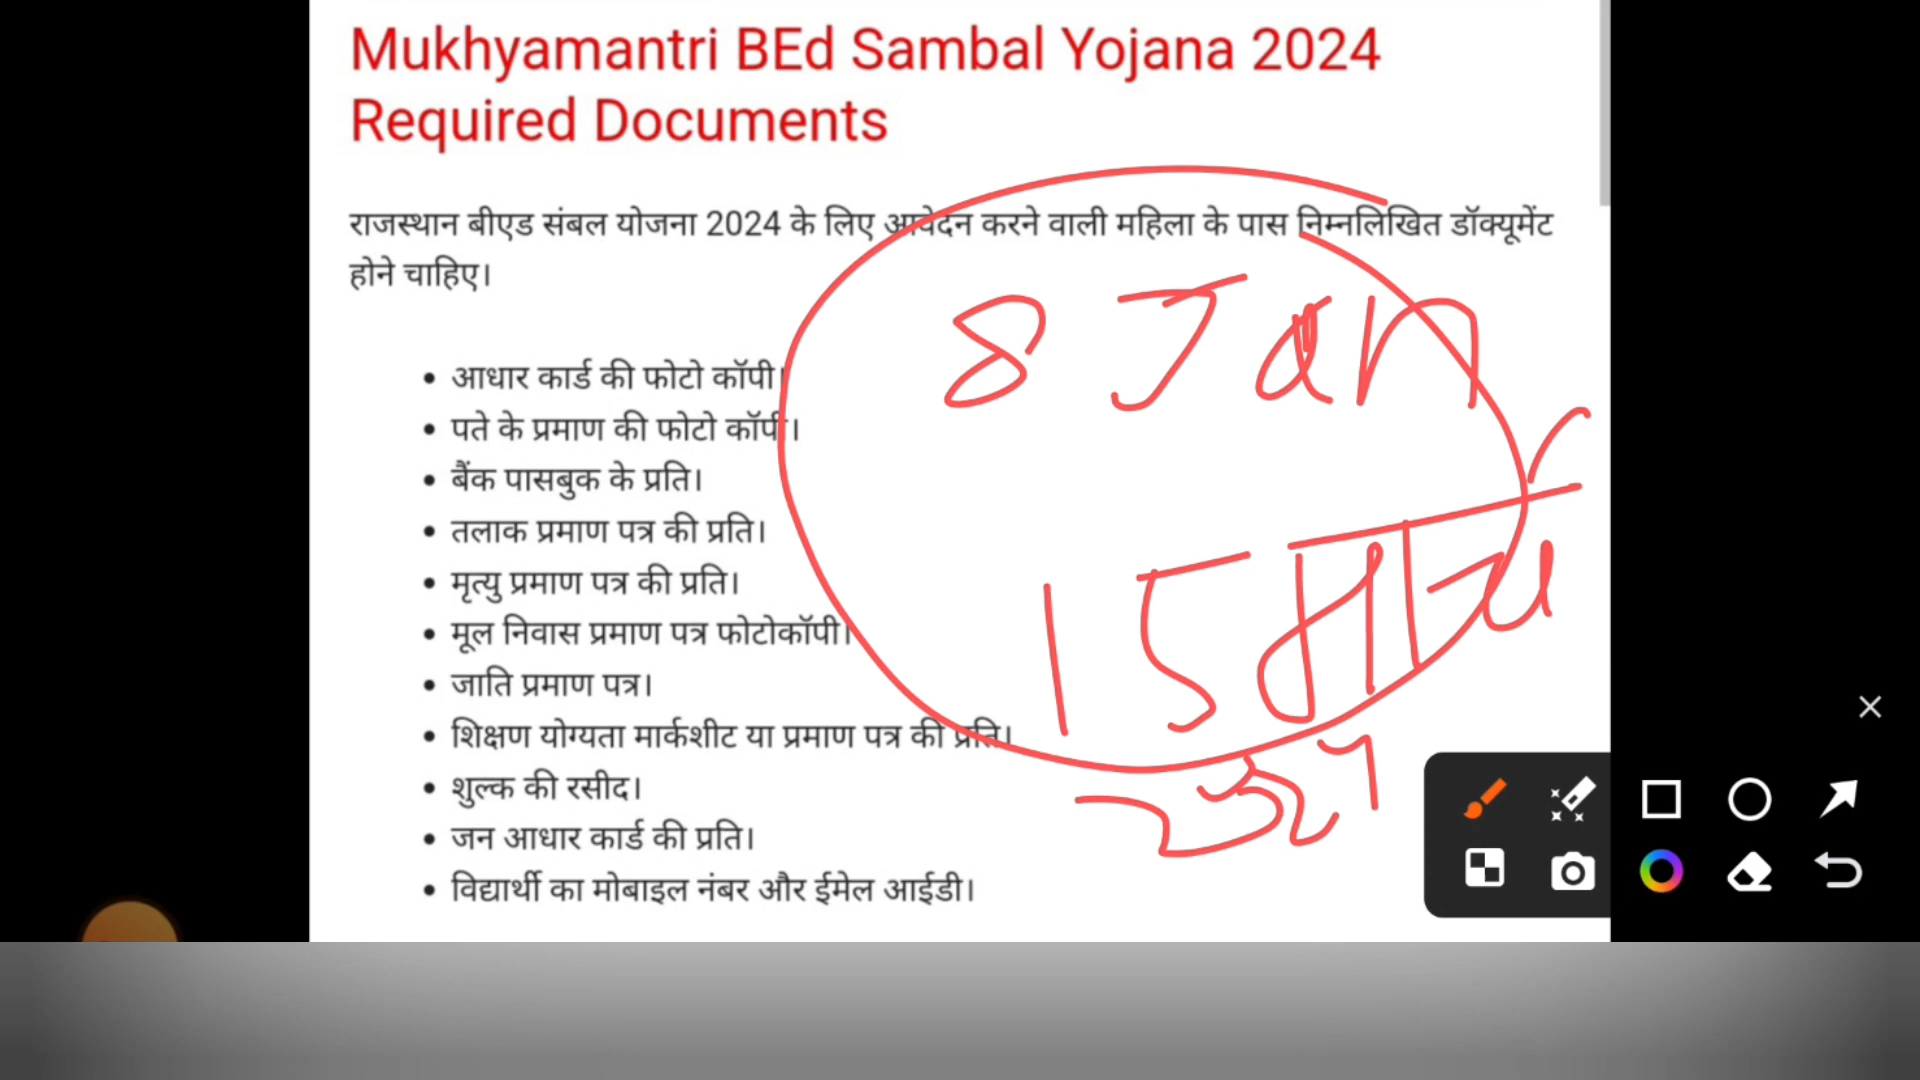 Mukhyamantri BEd Sambal Yojana 2024
Required Documents
राजस्थान बीएड संबल योजना 2024 के लिए आवेदन करने वाली महिला के पास निम्नलिखित डॉक्यूमेंट
होने चाहिए।
8 Jan
• आधार कार्ड की फोटो कॉपी।
• पते के प्रमाण की फोटो कॉपी।
• बैंक पासबुक के प्रति।
• तलाक प्रमाण पत्र की प्रति।
• मृत्यु प्रमाण पत्र की प्रति।
15 मार्च
• मूल निवास प्रमाण पत्र फोटोकॉपी।
• जाति प्रमाण पत्र।
• शिक्षण योग्यता मार्कशीट या प्रमाण पत्र की प्रति।
• शुल्क की रसीद।
• जन आधार कार्ड की प्रति।
• विद्यार्थी का मोबाइल नंबर और ईमेल आईडी।